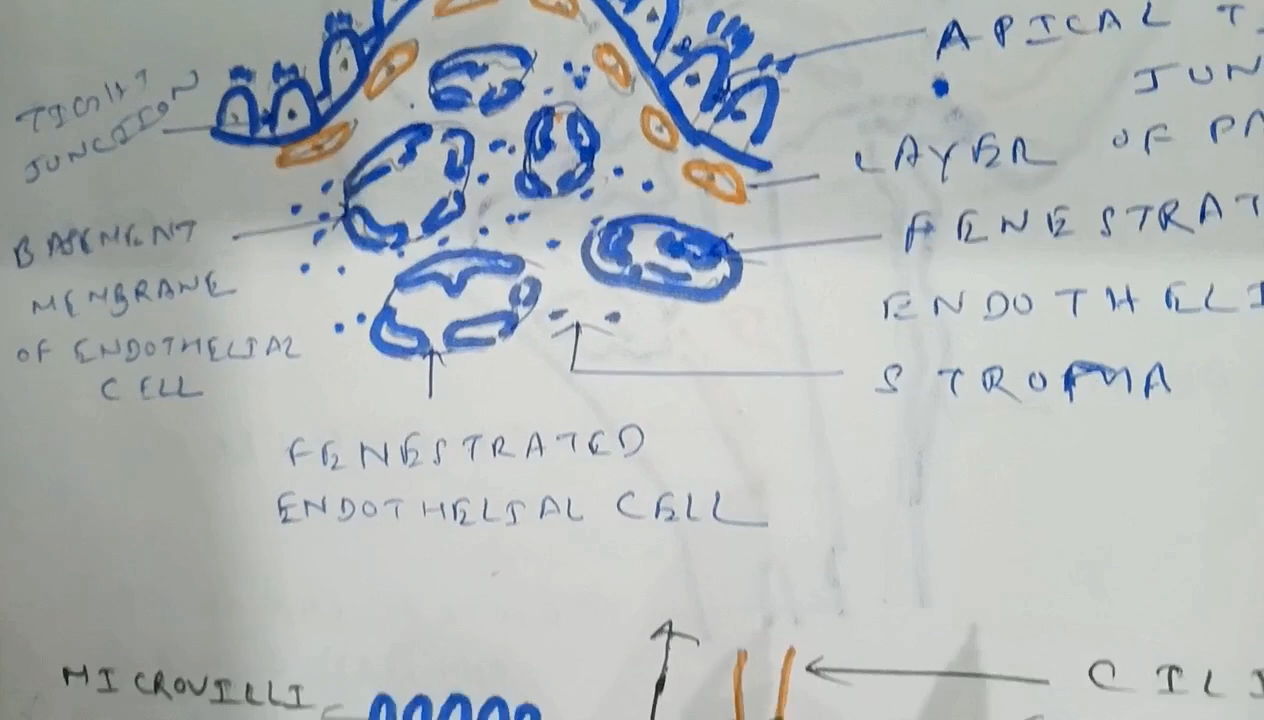 TIGHT
JUNCTION
BASEMENT
MEMBRANE
OF ENDOTHELIAL
CELL
APICAL T
JUN
LAYER OF PA
FENESTRAT
ENDOTHELI
STROMA
FENESTRATED
ENDOTHELIAL CELL
MICROVILLI
CILI